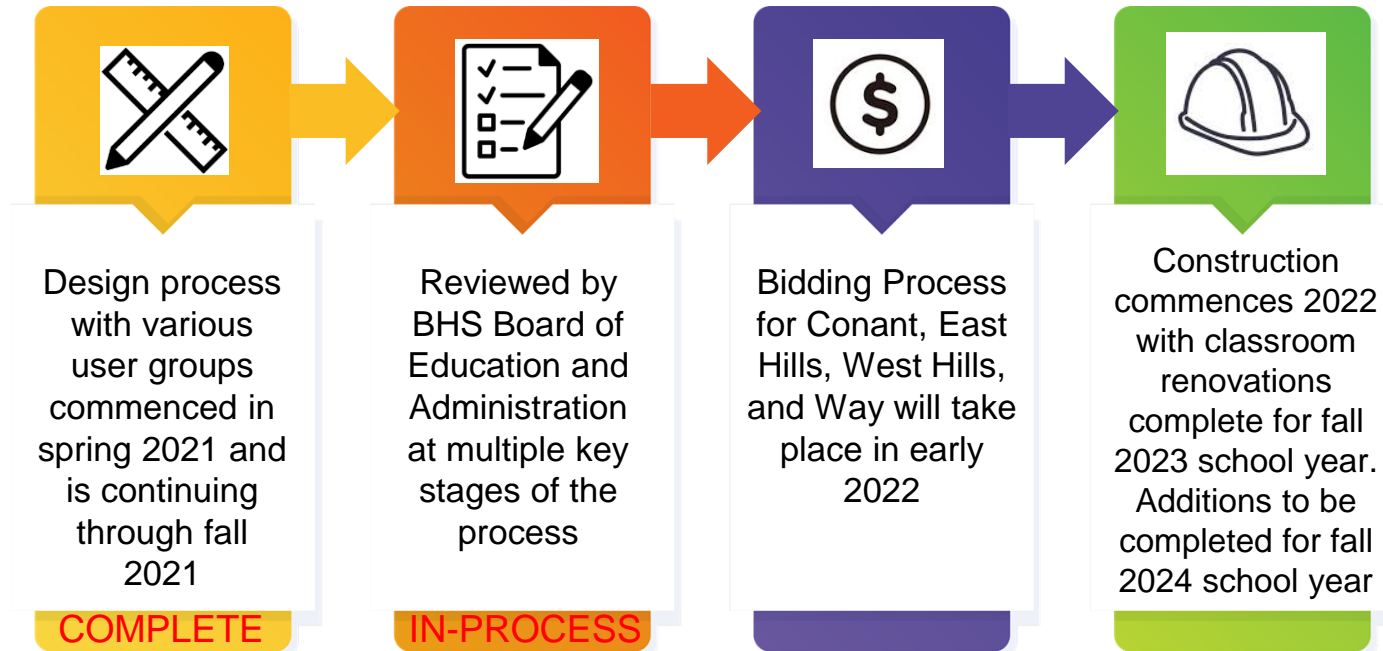 Design process
with various
user groups
commenced in
spring 2021 and
is continuing
through fall
2021
COMPLETE
Reviewed by
BHS Board of
Education and
Administration
at multiple key
stages of the
process
IN-PROCESS
$
Bidding Process
for Conant, East
Hills, West Hills,
and Way will take
place in early
2022
Construction
commences 2022
with classroom
renovations
complete for fall
2023 school year.
Additions to be
completed for fall
2024 school year